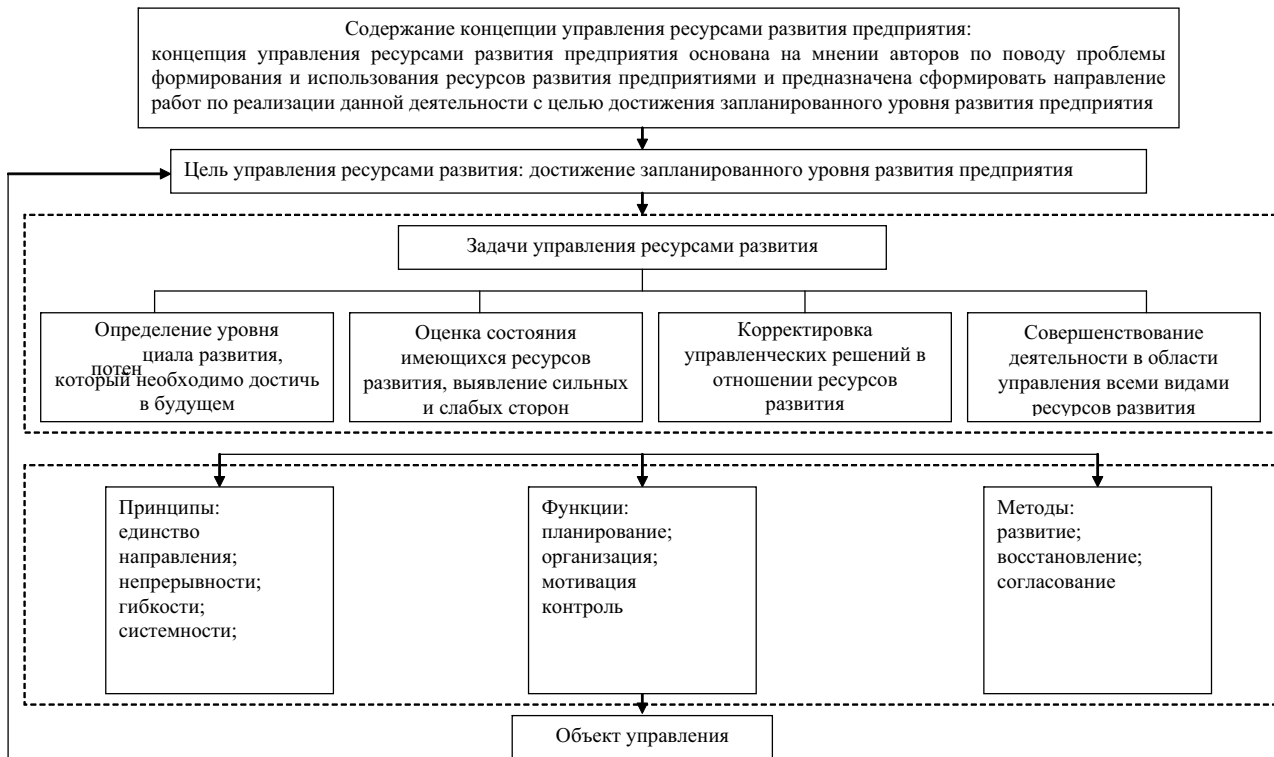 Содержание концепции управления ресурсами развития предприятия:
концепция управления ресурсами развития предприятия основана на мнении авторов по поводу проблемы
формирования и использования ресурсов развития предприятиями и предназначена сформировать направление
работ по реализации данной деятельности с целью достижения запланированного уровня развития предприятия
Цель управления ресурсами развития: достижение запланированного уровня развития предприятия
Задачи управления ресурсами развития
Определение уровня
потен циала развития,
который необходимо достичь
в будущем
Оценка состояния
имеющихся ресурсов
развития, выявление сильных
и слабых сторон
Корректировка
управленческих решений в
отношении ресурсов
развития
Совершенствование
деятельности в области
управления всеми видами
ресурсов развития
Принципы:
единство
направления;
непрерывности;
гибкости;
системности;
Функции:
планирование;
организация;
мотивация
контроль
Методы:
развитие;
восстановление;
согласование
Объект управления